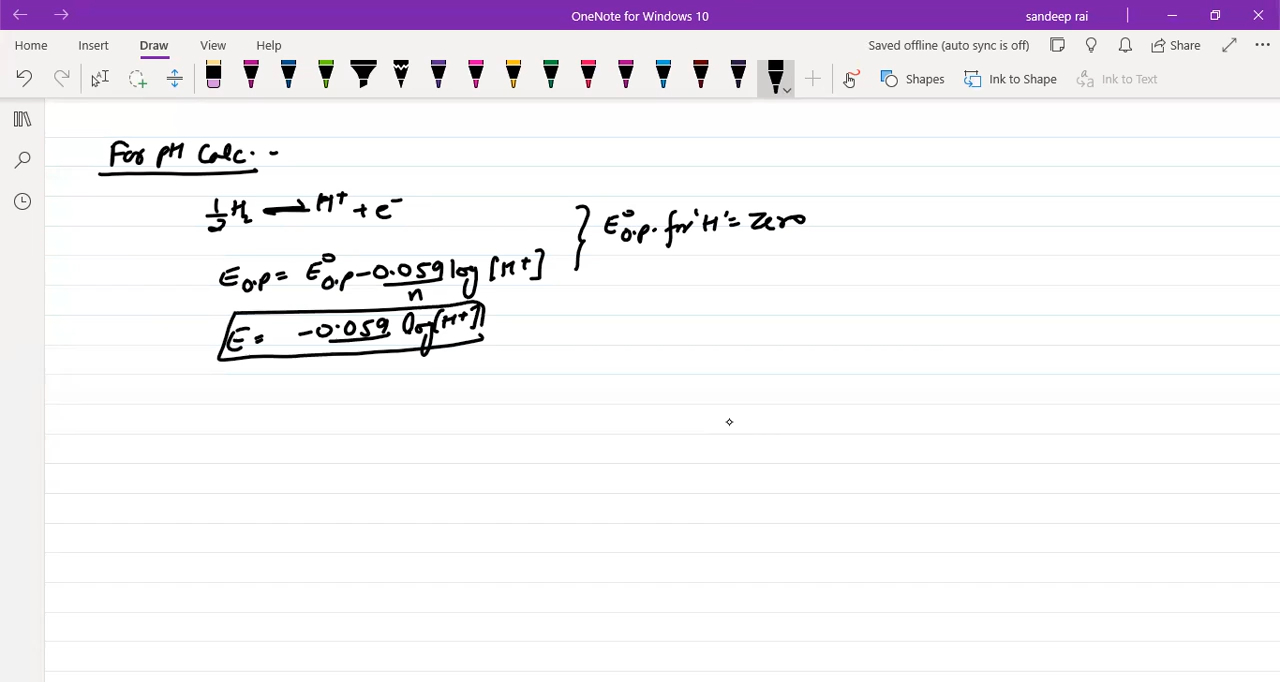 OneNote for Windows 10
sandeep rai
Home Insert Draw View Help
Saved offline (auto sync is off) Share
Shapes Ink to Shape Ink to Text
For pH Calc. -
½H₂ ⟶ H⁺ + e⁻
E⁰o.p. for 'H' = Zero
Eo.p = E⁰o.p - 0.059/n log [H⁺]
E = -0.059 log[H⁺]